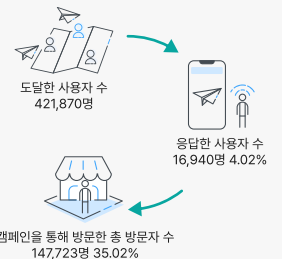 도달한 사용자 수
421,870명
응답한 사용자 수
16,940명 4.02%
캠페인을 통해 방문한 총 방문자 수
147,723명 35.02%